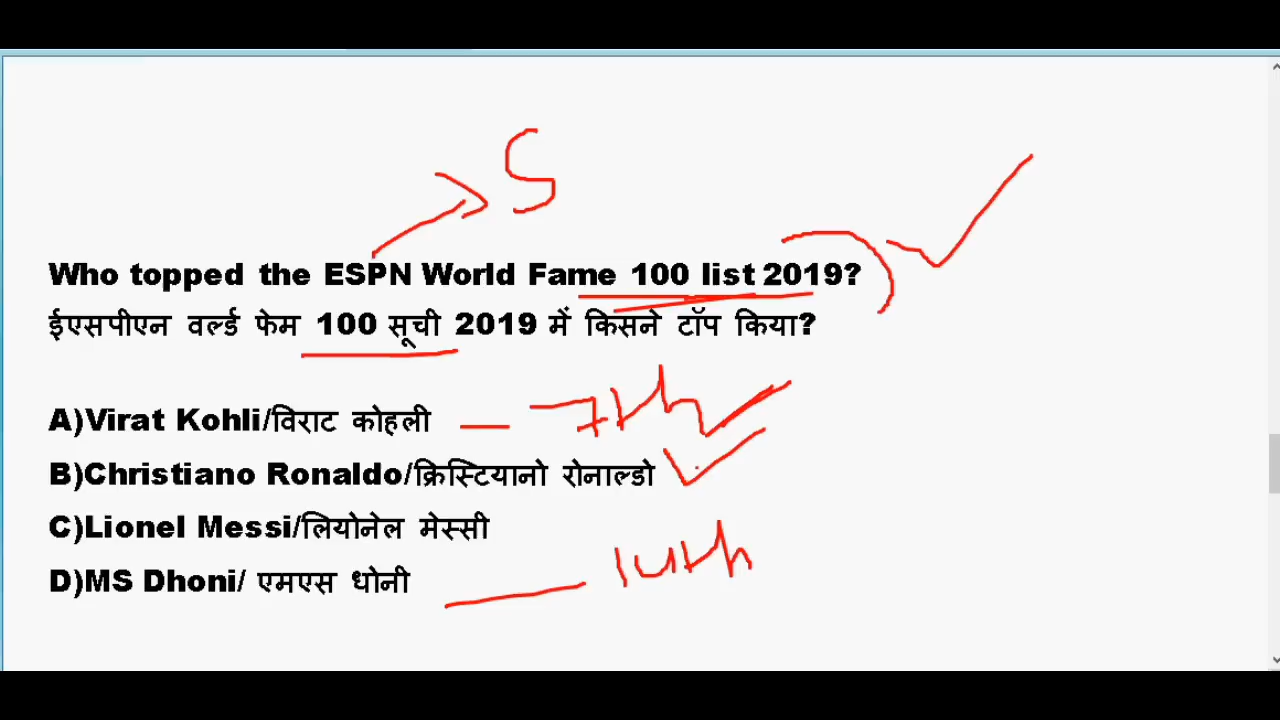 S
Who topped the ESPN World Fame 100 list 2019?
ईएसपीएन वर्ल्ड फेम 100 सूची 2019 में किसने टॉप किया?
A)Virat Kohli/विराट कोहली 7th
B)Christiano Ronaldo/क्रिस्टियानो रोनाल्डो
C)Lionel Messi/लियोनेल मेस्सी
D)MS Dhoni/ एमएस धोनी